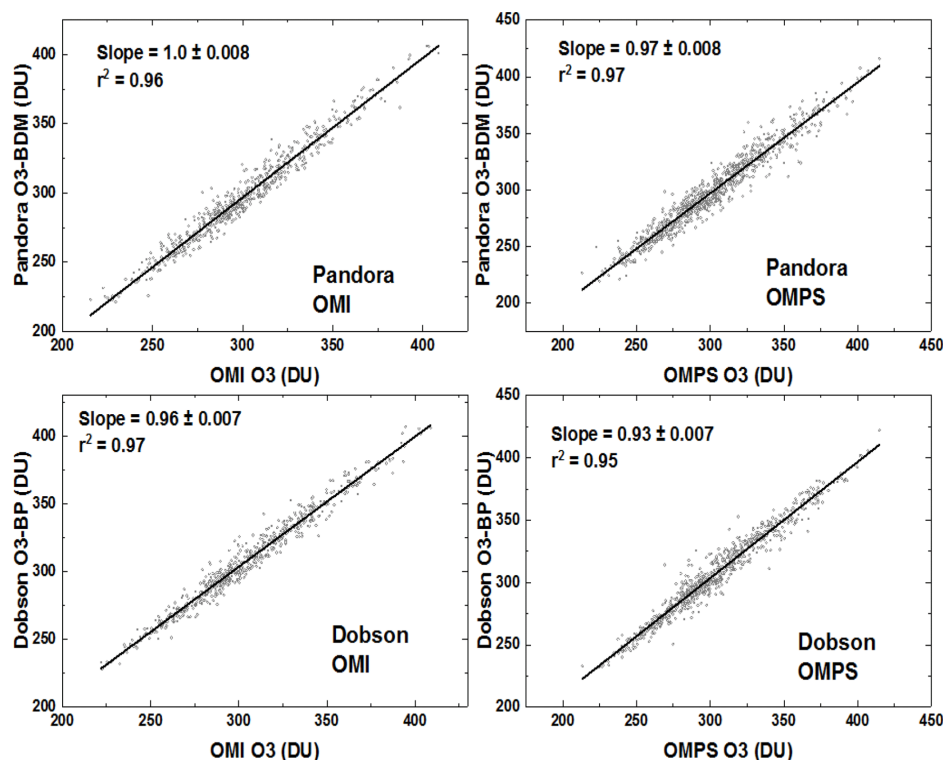 Slope = 1.0 ± 0.008
r² = 0.96
Pandora
OMI
Pandora O3-BDM (DU)
400
350
300
250
200
200 250 300 350 400
OMI O3 (DU)
Slope = 0.97 ± 0.008
r² = 0.97
Pandora
OMPS
Pandora O3-BDM (DU)
450
400
350
300
250
200
200 250 300 350 400 450
OMPS O3 (DU)
Slope = 0.96 ± 0.007
r² = 0.97
Dobson
OMI
Dobson O3-BP (DU)
400
350
300
250
200
200 250 300 350 400
OMI O3 (DU)
Slope = 0.93 ± 0.007
r² = 0.95
Dobson
OMPS
Dobson O3-BP (DU)
450
400
350
300
250
200
200 250 300 350 400 450
OMPS O3 (DU)